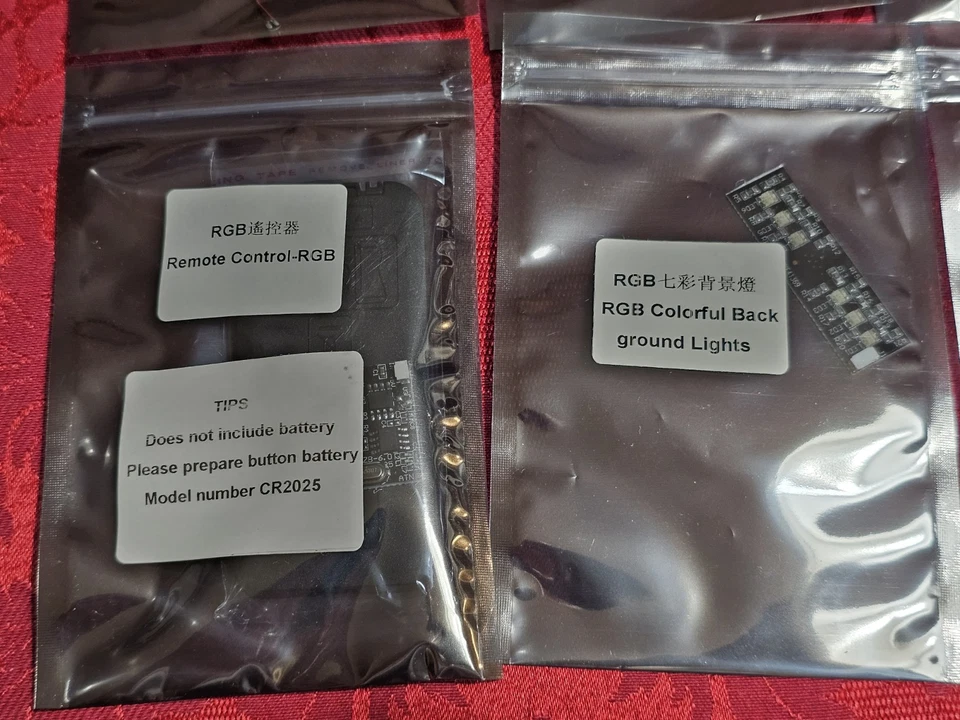 RGB遙控器
Remote Control-RGB
TIPS
Does not include battery
Please prepare button battery
Model number CR2025
RGB七彩背景燈
RGB Colorful Back
ground Lights